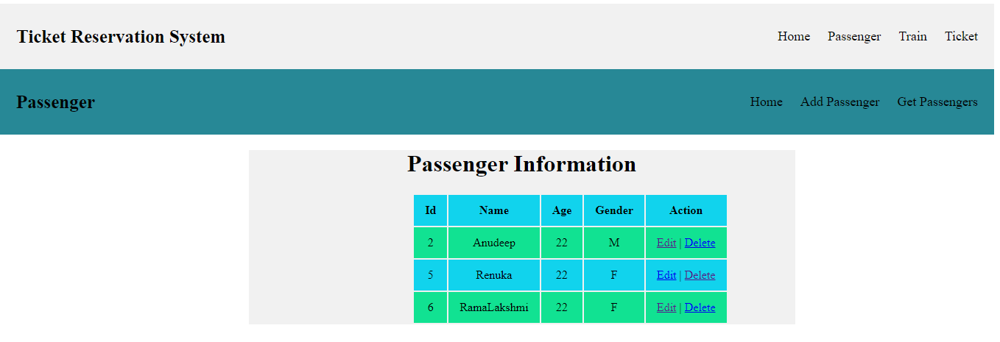 Ticket Reservation System Home Passenger Train Ticket
Passenger Home Add Passenger Get Passengers
Passenger Information
Id Name Age Gender Action
2 Anudeep 22 M Edit | Delete
5 Renuka 22 F Edit | Delete
6 RamaLakshmi 22 F Edit | Delete